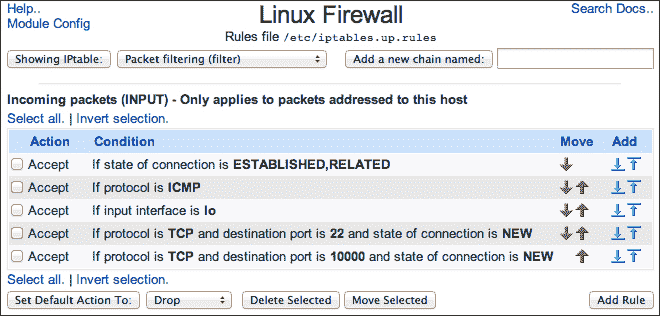 Help.. Linux Firewall Search Docs..
Module Config
Rules file /etc/iptables.up.rules
Showing IPtable: Packet filtering (filter) Add a new chain named:
Incoming packets (INPUT) - Only applies to packets addressed to this host
Select all. | Invert selection.
Action Condition Move Add
Accept If state of connection is ESTABLISHED,RELATED
Accept If protocol is ICMP
Accept If input interface is lo
Accept If protocol is TCP and destination port is 22 and state of connection is NEW
Accept If protocol is TCP and destination port is 10000 and state of connection is NEW
Select all. | Invert selection.
Set Default Action To: Drop Delete Selected Move Selected Add Rule